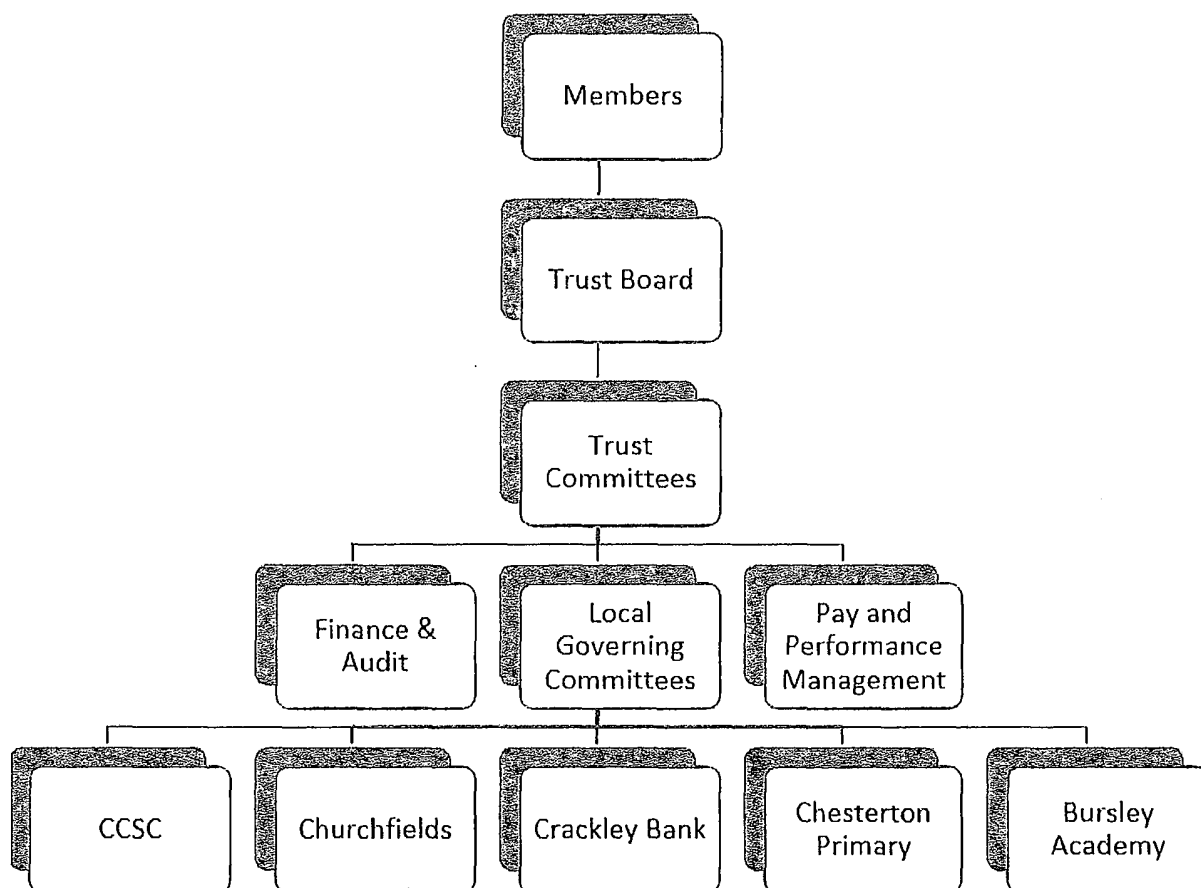 Members
Trust Board
Trust
Committees
Finance &
Audit
Local
Governing
Committees
Pay and
Performance
Management
CCSC
Churchfields
Crackley Bank
Chesterton
Primary
Bursley
Academy